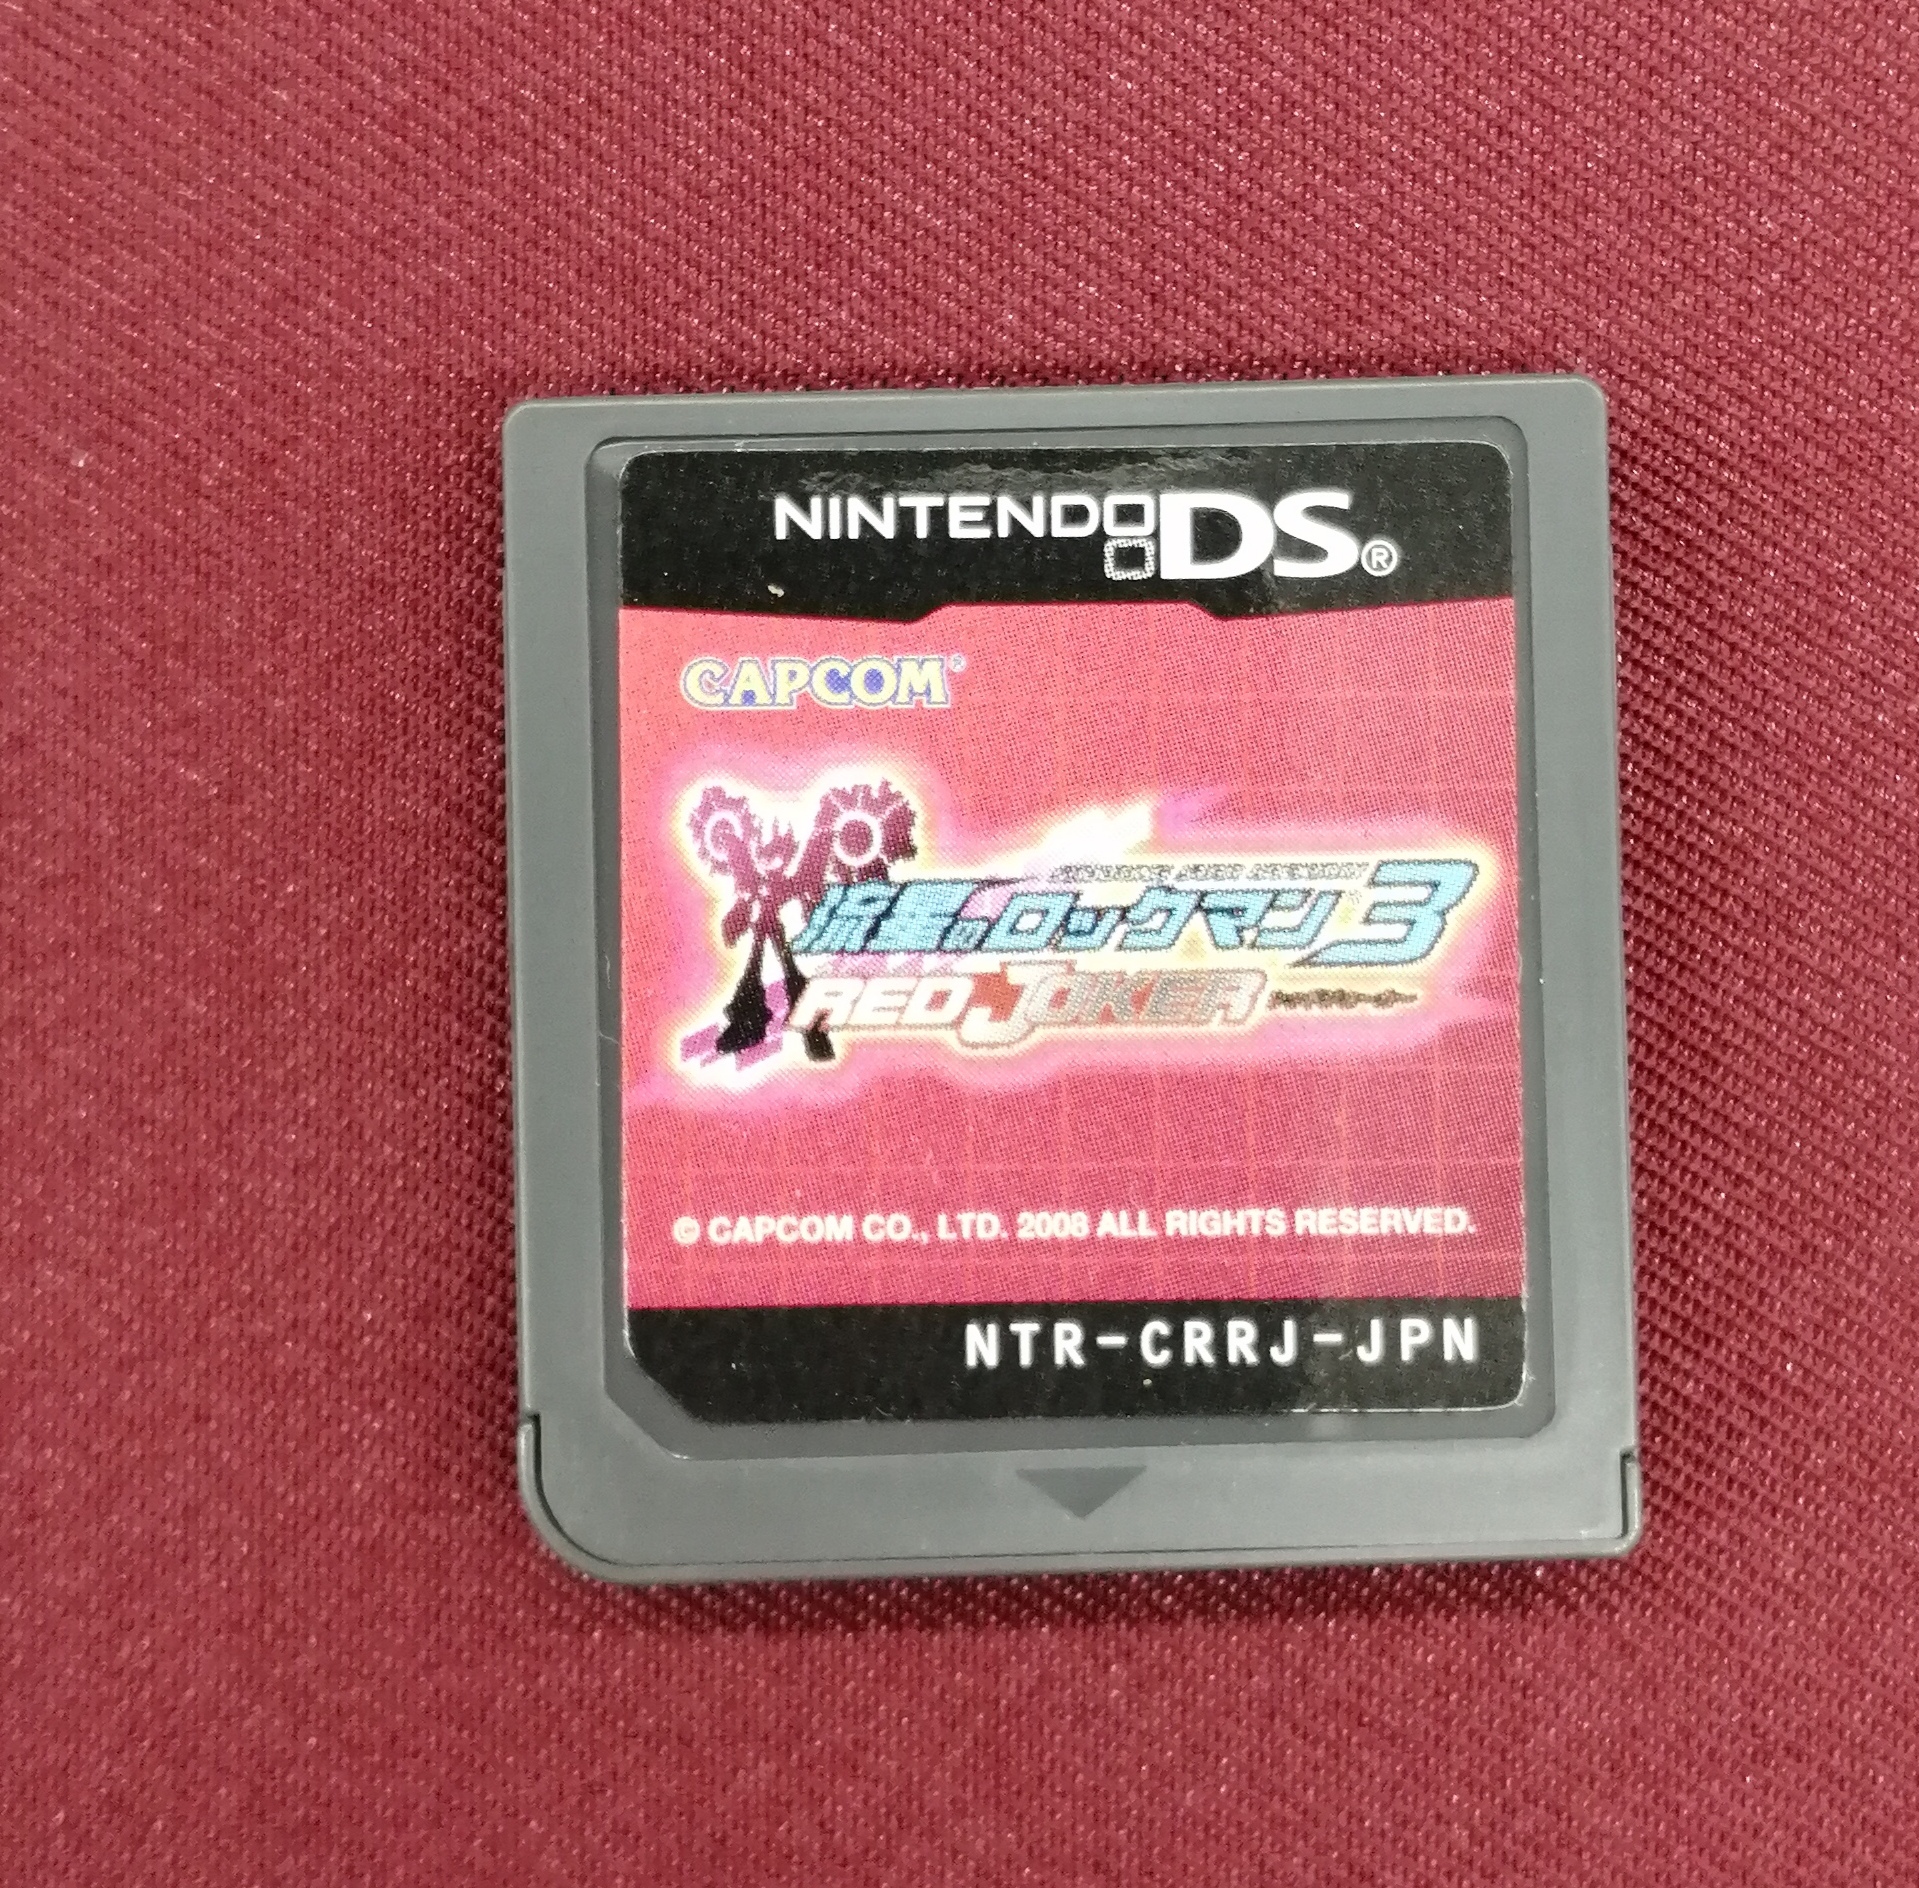 NINTENDO DS®
CAPCOM®
流星のロックマン3
RED JOKER
© CAPCOM CO., LTD. 2008 ALL RIGHTS RESERVED.
NTR-CRRJ-JPN